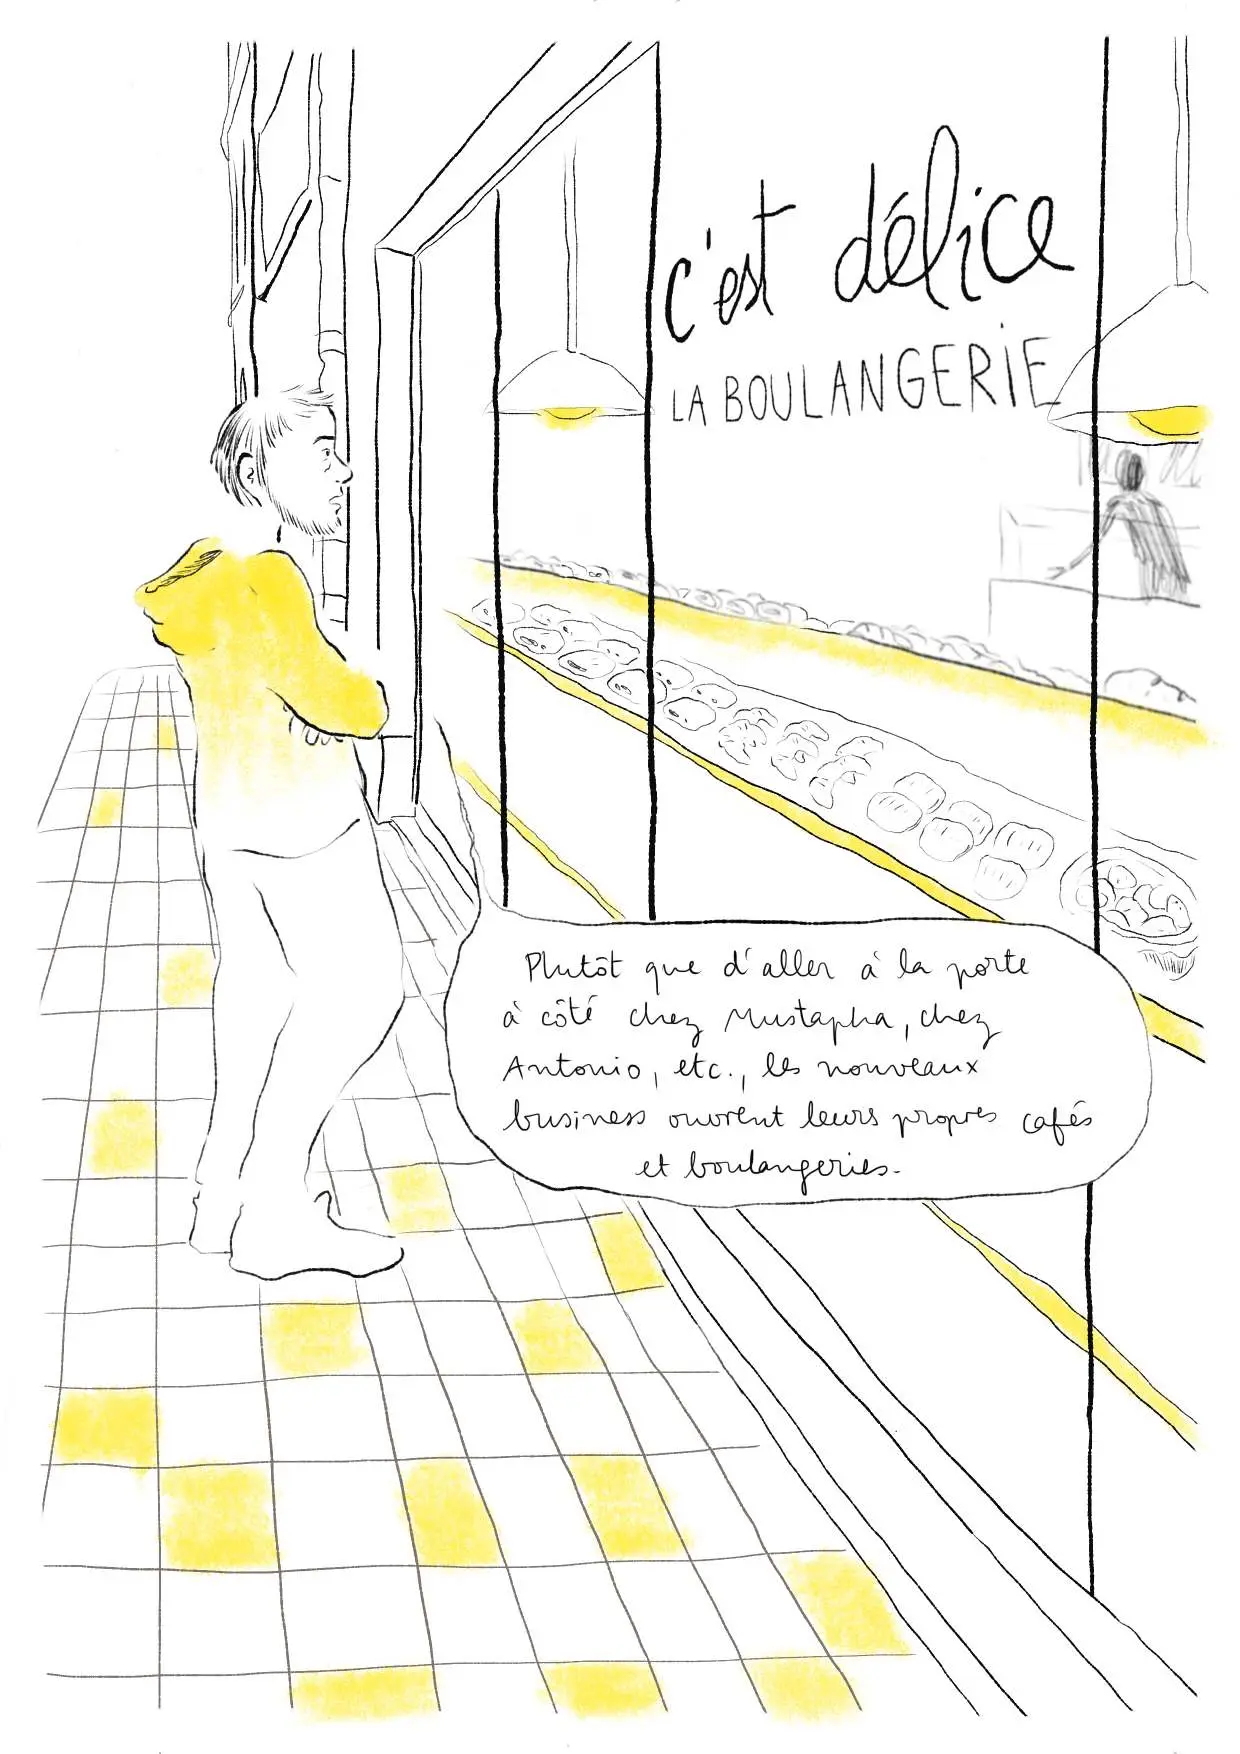 c'est délice
LA BOULANGERIE
Plutôt que d'aller à la porte
à côté chez Mustapha, chez
Antonio, etc., les nouveaux
business ouvrent leurs propres cafés
et boulangeries.